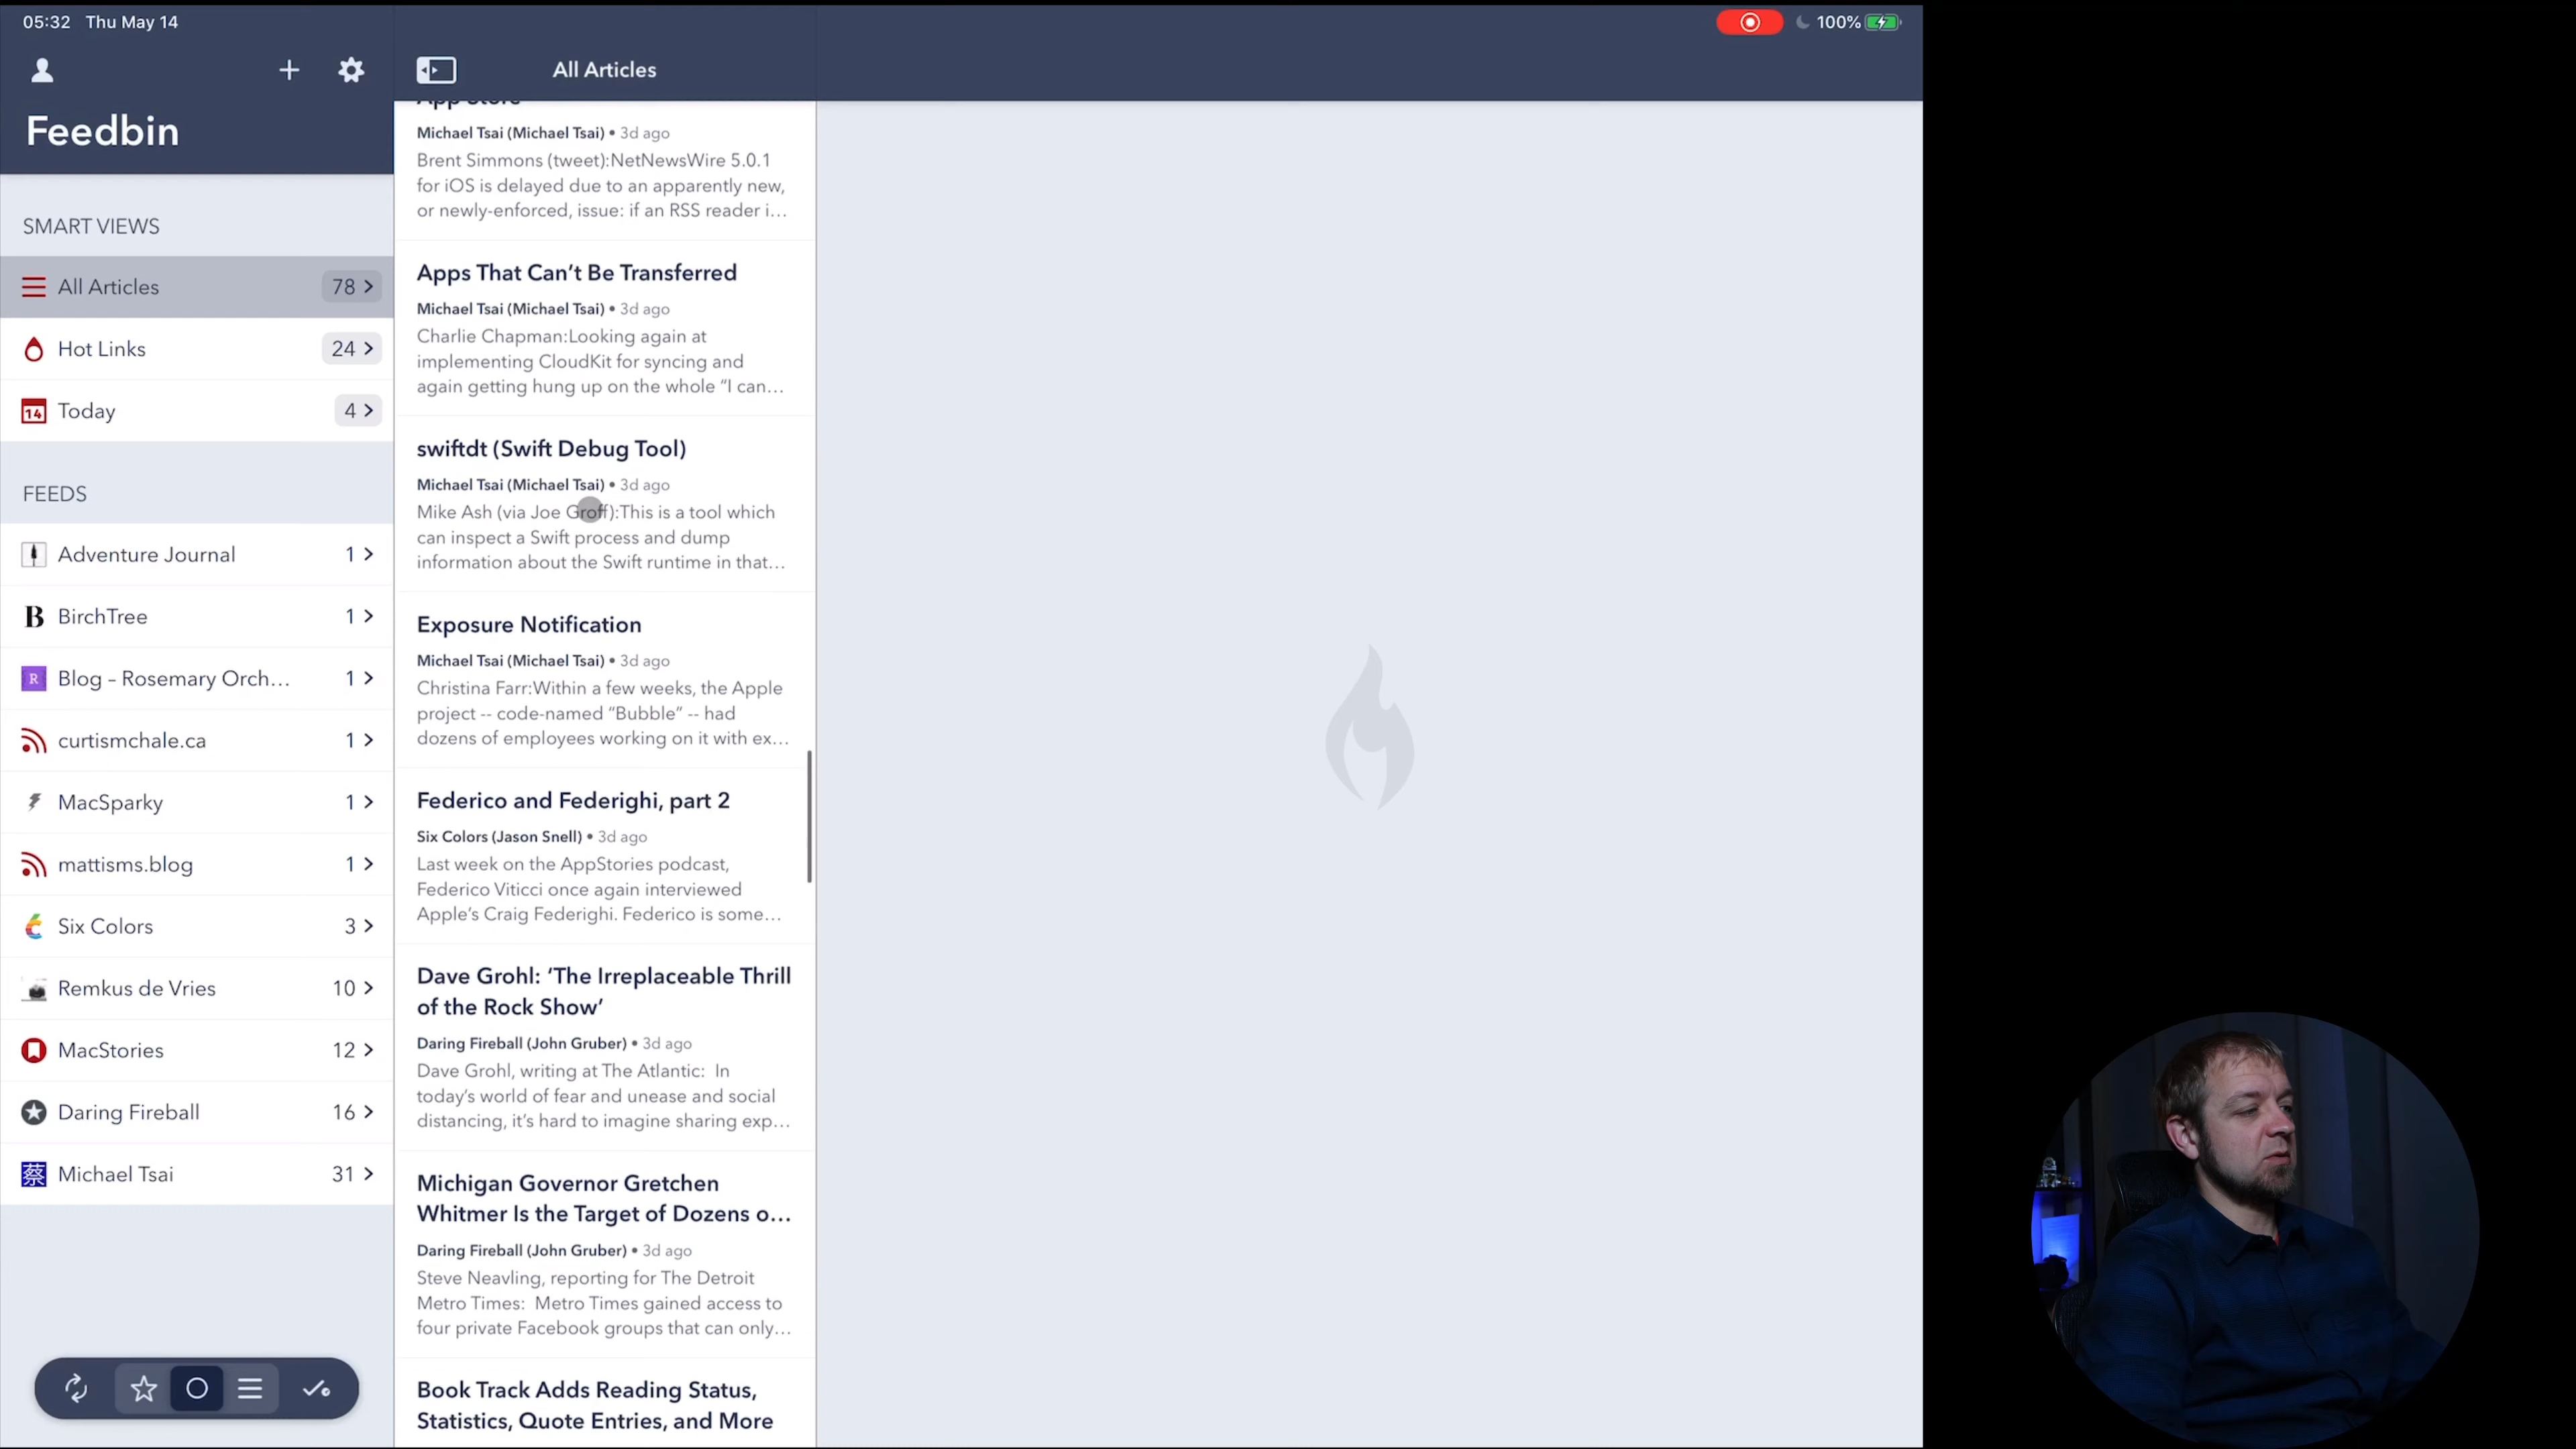 05:32 Thu May 14
100%
Feedbin
SMART VIEWS
All Articles 78
Hot Links 24
14 Today 4
FEEDS
Adventure Journal 1
B BirchTree 1
R Blog – Rosemary Orch... 1
curtismchale.ca 1
MacSparky 1
mattisms.blog 1
Six Colors 3
Remkus de Vries 10
MacStories 12
Daring Fireball 16
蔡 Michael Tsai 31
All Articles
App Store
Michael Tsai (Michael Tsai) • 3d ago
Brent Simmons (tweet):NetNewsWire 5.0.1
for iOS is delayed due to an apparently new,
or newly-enforced, issue: if an RSS reader i...
Apps That Can’t Be Transferred
Michael Tsai (Michael Tsai) • 3d ago
Charlie Chapman:Looking again at
implementing CloudKit for syncing and
again getting hung up on the whole “I can...
swiftdt (Swift Debug Tool)
Michael Tsai (Michael Tsai) • 3d ago
Mike Ash (via Joe Groff):This is a tool which
can inspect a Swift process and dump
information about the Swift runtime in that...
Exposure Notification
Michael Tsai (Michael Tsai) • 3d ago
Christina Farr:Within a few weeks, the Apple
project -- code-named “Bubble” -- had
dozens of employees working on it with ex...
Federico and Federighi, part 2
Six Colors (Jason Snell) • 3d ago
Last week on the AppStories podcast,
Federico Viticci once again interviewed
Apple’s Craig Federighi. Federico is some...
Dave Grohl: ‘The Irreplaceable Thrill
of the Rock Show’
Daring Fireball (John Gruber) • 3d ago
Dave Grohl, writing at The Atlantic: In
today’s world of fear and unease and social
distancing, it’s hard to imagine sharing exp...
Michigan Governor Gretchen
Whitmer Is the Target of Dozens o...
Daring Fireball (John Gruber) • 3d ago
Steve Neavling, reporting for The Detroit
Metro Times: Metro Times gained access to
four private Facebook groups that can only...
Book Track Adds Reading Status,
Statistics, Quote Entries, and More